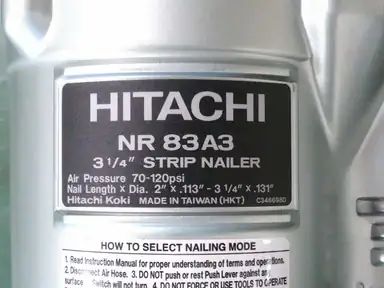 HITACHI
NR 83A3
3 1/4" STRIP NAILER
Air Pressure 70-120psi
Nail Length × Dia. 2" × .113" - 3 1/4" × .131"
Hitachi Koki MADE IN TAIWAN (HKT)
HOW TO SELECT NAILING MODE
1. Read Instruction Manual for proper understanding of terms and operations.
2. Disconnect Air Hose. 3. DO NOT push or rest Push Lever against any
surface Switch will not turn. 4. DO NOT FORCE OR USE TOOLS TO OPERATE